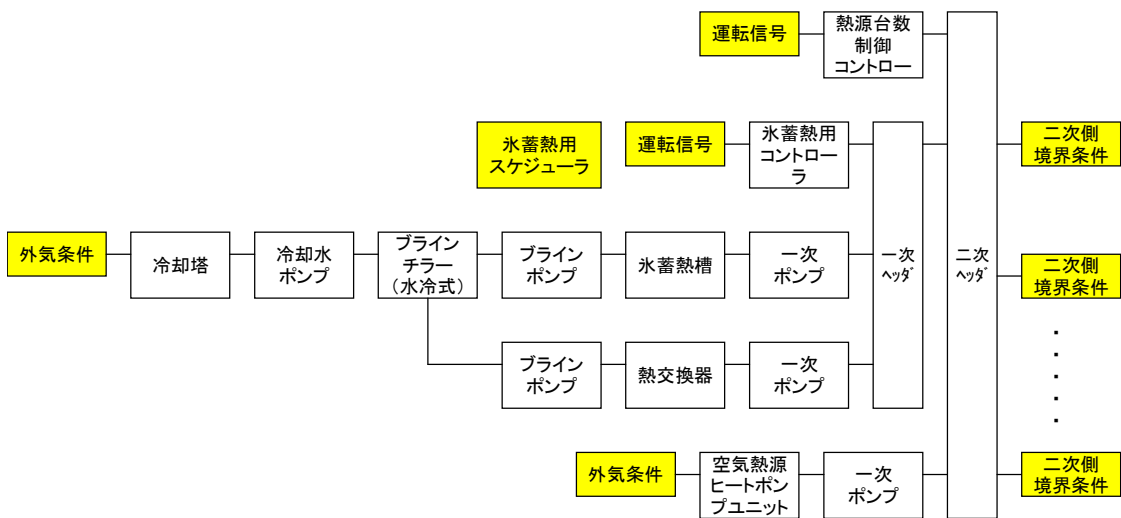 運転信号
熱源台数
制御
コントロー
氷蓄熱用
スケジューラ
運転信号
氷蓄熱用
コントロー
ラ
二次側
境界条件
外気条件
冷却塔
冷却水
ポンプ
ブライン
チラー
(水冷式)
ブライン
ポンプ
氷蓄熱槽
一次
ポンプ
一次
ﾍｯﾀﾞ
二次
ﾍｯﾀﾞ
二次側
境界条件
ブライン
ポンプ
熱交換器
一次
ポンプ
・
・
・
・
・
外気条件
空気熱源
ヒートポン
プユニット
一次
ポンプ
二次側
境界条件